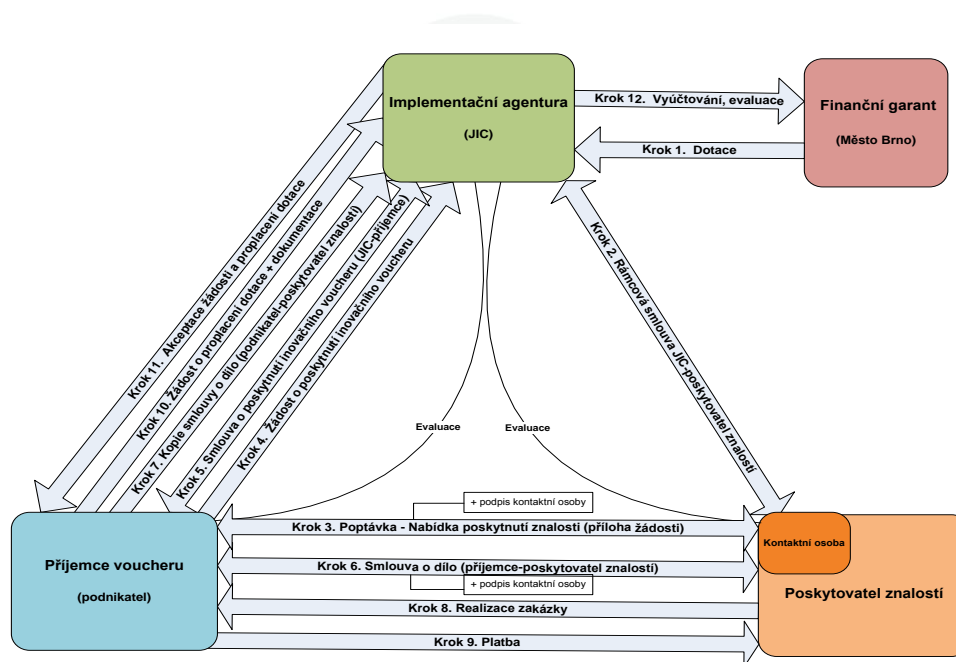 Implementační agentura
(JIC)
Finanční garant
(Město Brno)
Krok 12.  Vyúčtování, evaluace
Krok 1.  Dotace
Krok 2. Rámcová smlouva JIC-poskytovatel znalostí
Krok 11.  Akceptace žádosti a proplacení dotace
Krok 10. Žádost o proplacení dotace + dokumentace
Krok 7. Kopie smlouvy o dílo (podnikatel-poskytovatel znalostí)
Krok 5. Smlouva o poskytnutí inovačního voucheru (JIC-příjemce)
Krok 4. Žádost o poskytnutí inovačního voucheru
Evaluace
Evaluace
+ podpis kontaktní osoby
Krok 3. Poptávka - Nabídka poskytnutí znalosti (příloha žádosti)
Krok 6. Smlouva o dílo (příjemce-poskytovatel znalostí)
+ podpis kontaktní osoby
Krok 8. Realizace zakázky
Krok 9. Platba
Příjemce voucheru
(podnikatel)
Kontaktní osoba
Poskytovatel znalostí